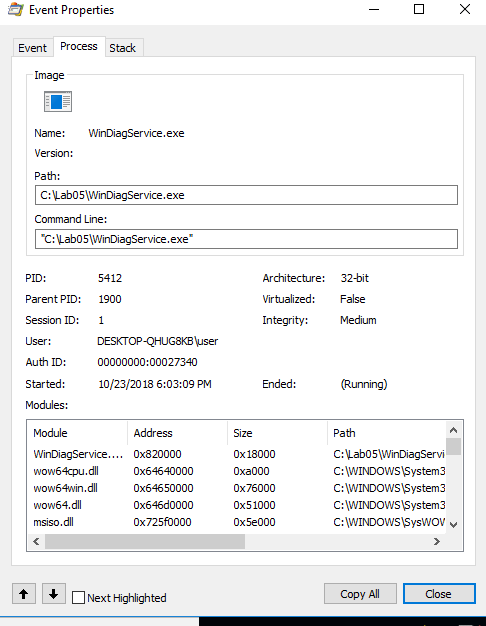 Event Properties
Event Process Stack
Image
Name: WinDiagService.exe
Version:
Path:
C:\Lab05\WinDiagService.exe
Command Line:
"C:\Lab05\WinDiagService.exe"
PID: 5412 Architecture: 32-bit
Parent PID: 1900 Virtualized: False
Session ID: 1 Integrity: Medium
User: DESKTOP-QHUG8KB\user
Auth ID: 00000000:00027340
Started: 10/23/2018 6:03:09 PM Ended: (Running)
Modules:
Module Address Size Path
WinDiagService.... 0x820000 0x18000 C:\Lab05\WinDiagServi
wow64cpu.dll 0x64640000 0xa000 C:\WINDOWS\System3
wow64win.dll 0x64650000 0x76000 C:\WINDOWS\System3
wow64.dll 0x646d0000 0x51000 C:\WINDOWS\System3
msiso.dll 0x725f0000 0x5e000 C:\WINDOWS\SysWOW
Next Highlighted Copy All Close